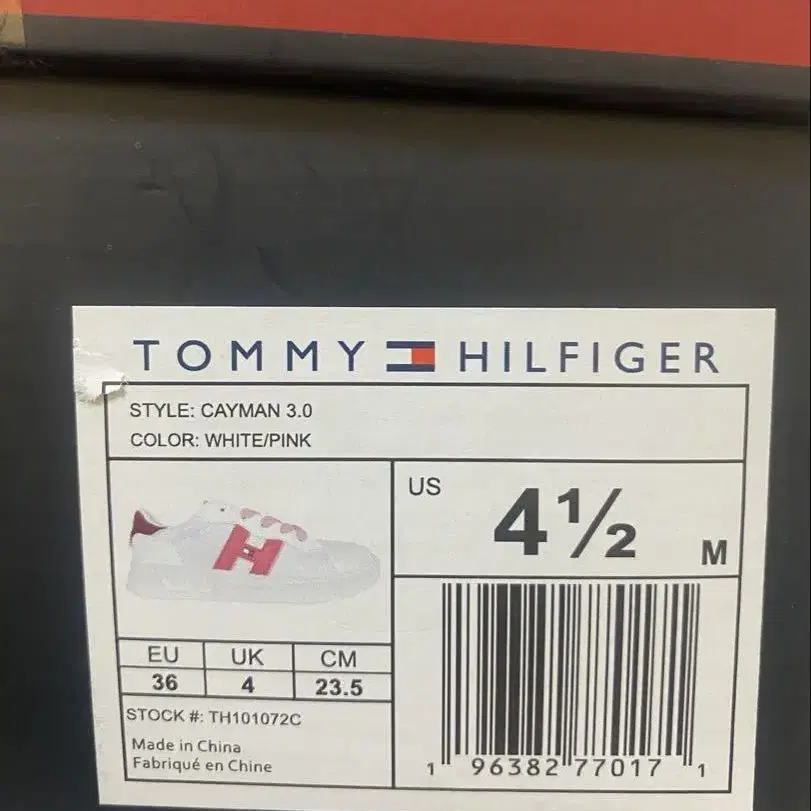 TOMMY HILFIGER
STYLE: CAYMAN 3.0
COLOR: WHITE/PINK
US 4½ M
H
EU UK CM
36 4 23.5
STOCK #: TH101072C
Made in China
Fabriqué en Chine
1 96382 77017 1